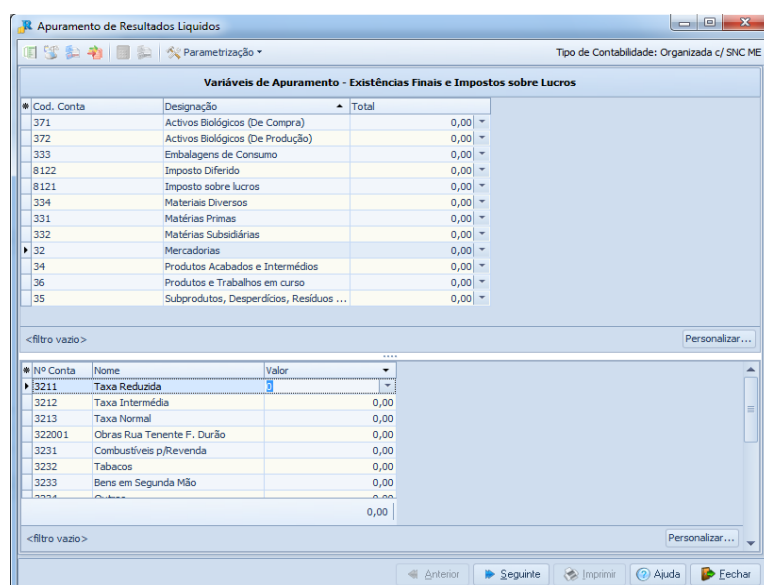 Apuramento de Resultados Liquidos
Parametrização
Tipo de Contabilidade: Organizada c/ SNC ME
Variáveis de Apuramento - Existências Finais e Impostos sobre Lucros
Cod. Conta Designação Total
371 Activos Biológicos (De Compra) 0,00
372 Activos Biológicos (De Produção) 0,00
333 Embalagens de Consumo 0,00
8122 Imposto Diferido 0,00
8121 Imposto sobre lucros 0,00
334 Materiais Diversos 0,00
331 Matérias Primas 0,00
332 Matérias Subsidiárias 0,00
32 Mercadorias 0,00
34 Produtos Acabados e Intermédios 0,00
36 Produtos e Trabalhos em curso 0,00
35 Subprodutos, Desperdícios, Resíduos ... 0,00
<filtro vazio> Personalizar...
Nº Conta Nome Valor
3211 Taxa Reduzida 0
3212 Taxa Intermédia 0,00
3213 Taxa Normal 0,00
322001 Obras Rua Tenente F. Durão 0,00
3231 Combustíveis p/Revenda 0,00
3232 Tabacos 0,00
3233 Bens em Segunda Mão 0,00
0,00
<filtro vazio> Personalizar...
Anterior Seguinte Imprimir Ajuda Fechar